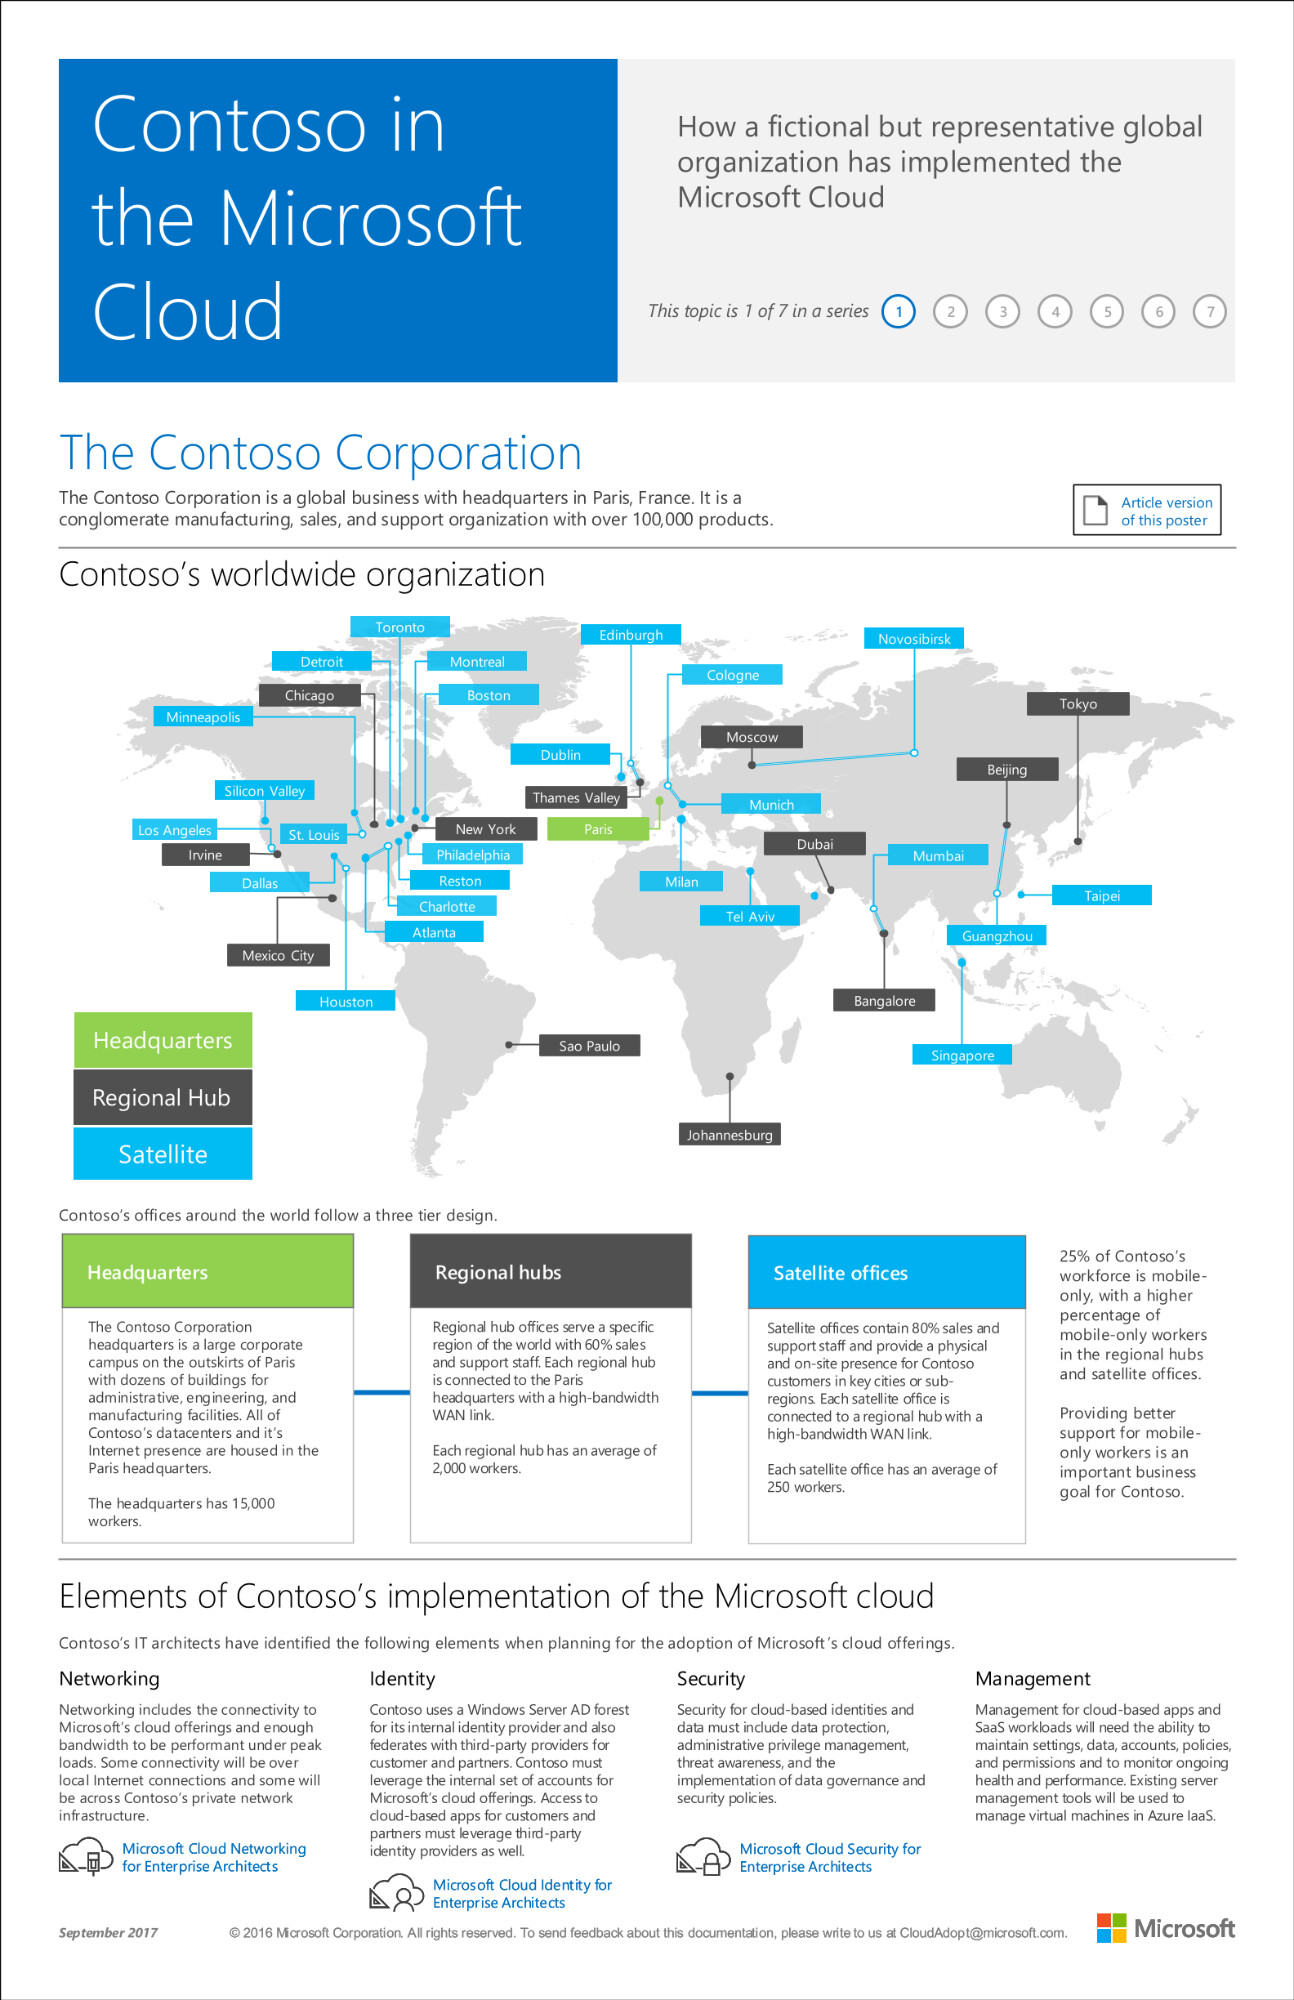 Contoso in
the Microsoft
Cloud
How a fictional but representative global
organization has implemented the
Microsoft Cloud
This topic is 1 of 7 in a series
1
2
3
4
5
6
7
The Contoso Corporation
The Contoso Corporation is a global business with headquarters in Paris, France. It is a
conglomerate manufacturing, sales, and support organization with over 100,000 products.
Article version
of this poster
Contoso's worldwide organization
Toronto
Edinburgh
Novosibirsk
Detroit
Montreal
Cologne
Chicago
Boston
Tokyo
Minneapolis
Moscow
Dublin
Beijing
Silicon Valley
Thames Valley
Munich
Los Angeles
St. Louis
New York
Paris
Dubai
Irvine
Philadelphia
Mumbai
Dallas
Reston
Milan
Taipei
Charlotte
Tel Aviv
Atlanta
Guangzhou
Mexico City
Houston
Bangalore
Headquarters
Sao Paulo
Singapore
Regional Hub
Johannesburg
Satellite
Contoso's offices around the world follow a three tier design.
Headquarters
The Contoso Corporation
headquarters is a large corporate
campus on the outskirts of Paris
with dozens of buildings for
administrative, engineering, and
manufacturing facilities. All of
Contoso's datacenters and it's
Internet presence are housed in the
Paris headquarters.
The headquarters has 15,000
workers.
Regional hubs
Regional hub offices serve a specific
region of the world with 60% sales
and support staff. Each regional hub
is connected to the Paris
headquarters with a high-bandwidth
WAN link.
Each regional hub has an average of
2,000 workers.
Satellite offices
Satellite offices contain 80% sales and
support staff and provide a physical
and on-site presence for Contoso
customers in key cities or sub-
regions. Each satellite office is
connected to a regional hub with a
high-bandwidth WAN link.
Each satellite office has an average of
250 workers.
25% of Contoso's
workforce is mobile-
only, with a higher
percentage of
mobile-only workers
in the regional hubs
and satellite offices.
Providing better
support for mobile-
only workers is an
important business
goal for Contoso.
Elements of Contoso's implementation of the Microsoft cloud
Contoso's IT architects have identified the following elements when planning for the adoption of Microsoft's cloud offerings.
Networking
Networking includes the connectivity to
Microsoft's cloud offerings and enough
bandwidth to be performant under peak
loads. Some connectivity will be over
local Internet connections and some will
be across Contoso's private network
infrastructure.
Microsoft Cloud Networking
for Enterprise Architects
Identity
Contoso uses a Windows Server AD forest
for its internal identity provider and also
federates with third-party providers for
customer and partners. Contoso must
leverage the internal set of accounts for
Microsoft's cloud offerings. Access to
cloud-based apps for customers and
partners must leverage third-party
identity providers as well.
Microsoft Cloud Identity for
Enterprise Architects
Security
Security for cloud-based identities and
data must include data protection,
administrative privilege management,
threat awareness, and the
implementation of data governance and
security policies.
Microsoft Cloud Security for
Enterprise Architects
Management
Management for cloud-based apps and
SaaS workloads will need the ability to
maintain settings, data, accounts, policies,
and permissions and to monitor ongoing
health and performance. Existing server
management tools will be used to
manage virtual machines in Azure IaaS.
September 2017
© 2016 Microsoft Corporation. All rights reserved. To send feedback about this documentation, please write to us at CloudAdopt@microsoft.com.
Microsoft